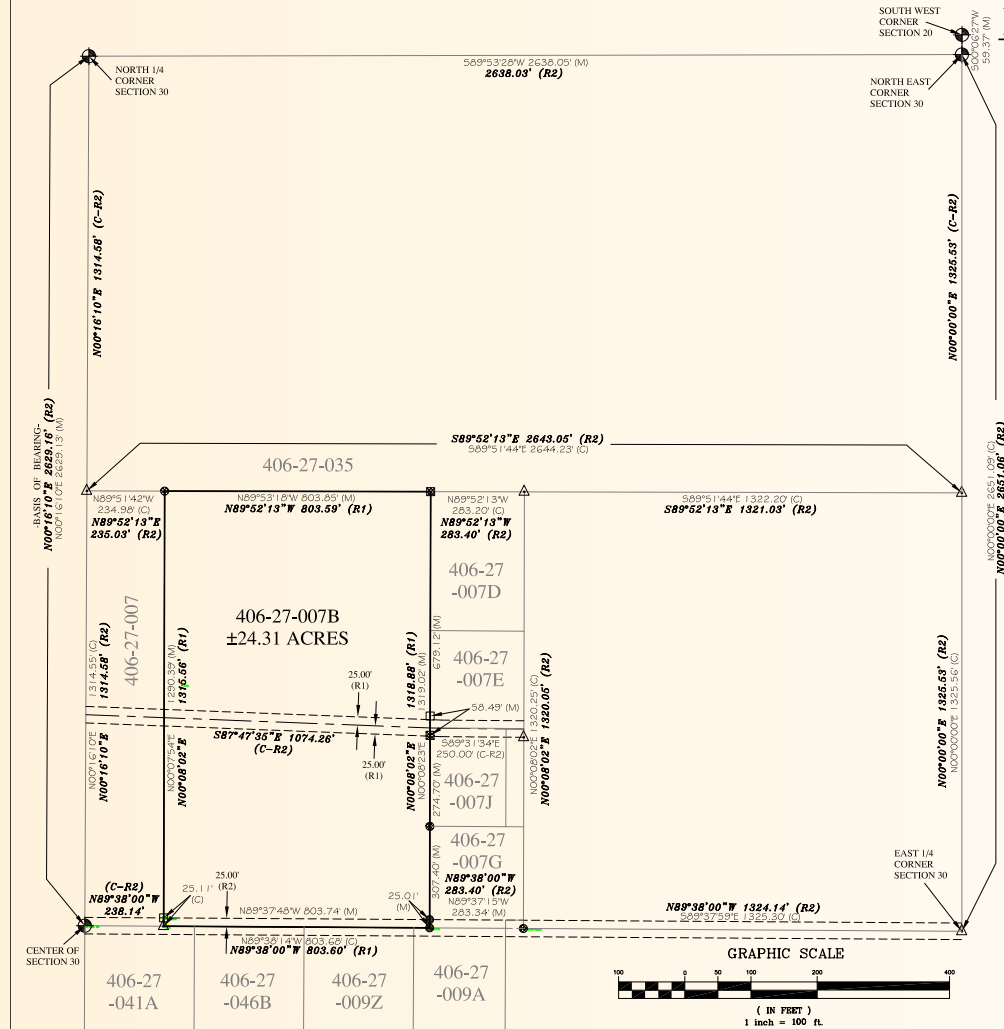 SOUTH WEST
CORNER
SECTION 20
S00°06'27"W
59.37' (M)
S89°53'28"W 2638.05' (M)
2638.03' (R2)
NORTH 1/4
CORNER
SECTION 30
NORTH EAST
CORNER
SECTION 30
N00°16'10"E 1314.58' (C-R2)
N00°00'00"E 1325.53' (C-R2)
-BASIS OF BEARING-
N00°16'10"E 2629.16' (R2)
N00°16'10"E 2629.13' (M)
N00°00'00"E 2651.09' (C)
N00°00'00"E 2651.06' (R2)
S89°52'13"E 2643.05' (R2)
S89°51'44"E 2644.23' (C)
406-27-035
N89°51'42"W
234.98' (C)
N89°52'13"E
235.03' (R2)
N89°53'18"W 803.85' (M)
N89°52'13"W 803.59' (R1)
N89°52'13"W
283.20' (C)
N89°52'13"W
283.40' (R2)
S89°51'44"E 1322.20' (C)
S89°52'13"E 1321.03' (R2)
406-27
-007D
406-27-007
406-27-007B
±24.31 ACRES
406-27
-007E
1314.55' (C)
1314.58' (R2)
1290.39' (M)
1315.56' (R1)
1318.88' (R1)
1319.02' (M)
679.12' (M)
N00°08'02"E 1320.25' (C)
N00°08'02"E 1320.05' (R2)
N00°00'00"E 1325.53' (R2)
N00°00'00"E 1325.56' (C)
25.00'
(R1)
58.49' (M)
S87°47'35"E 1074.26'
(C-R2)
25.00'
(R1)
S89°31'34"E
250.00' (C-R2)
N00°16'10"E
N00°16'10"E
N00°07'54"E
N00°08'02"E
N00°08'02"E
N00°08'23"E
274.70' (M)
406-27
-007J
406-27
-007G
307.40' (M)
N89°38'00"W
283.40' (R2)
N89°37'15"W
283.34' (M)
EAST 1/4
CORNER
SECTION 30
(C-R2)
N89°38'00"W
238.14'
25.11'
(C)
25.00'
(R2)
25.01'
(M)
N89°37'48"W 803.74' (M)
N89°38'14"W 803.68' (C)
N89°38'00"W 803.60' (R1)
N89°38'00"W 1324.14' (R2)
S89°37'59"E 1325.30' (C)
CENTER OF
SECTION 30
406-27
-041A
406-27
-046B
406-27
-009Z
406-27
-009A
GRAPHIC SCALE
100 0 50 100 200 400
( IN FEET )
1 inch = 100 ft.